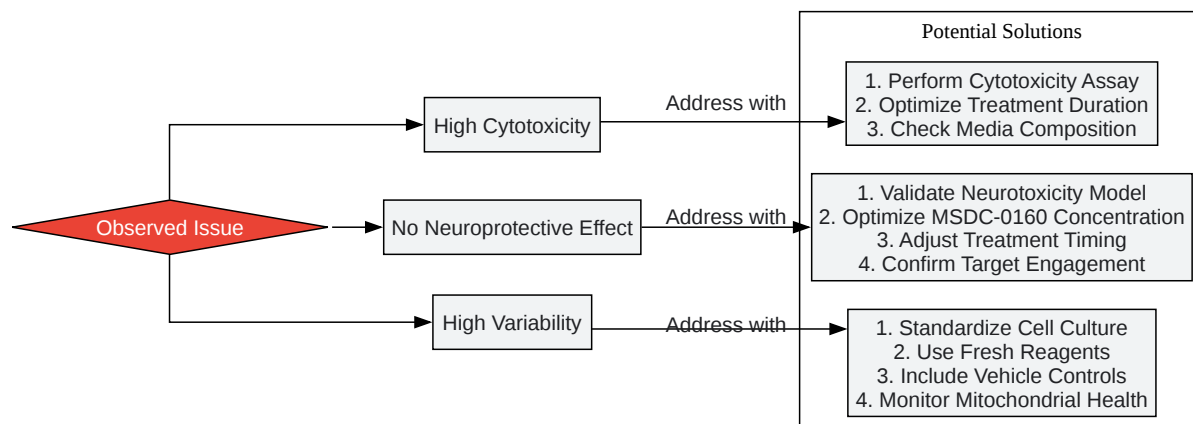 Potential Solutions
Observed Issue
High Cytotoxicity
Address with
1. Perform Cytotoxicity Assay
2. Optimize Treatment Duration
3. Check Media Composition
No Neuroprotective Effect
Address with
1. Validate Neurotoxicity Model
2. Optimize MSDC-0160 Concentration
3. Adjust Treatment Timing
4. Confirm Target Engagement
High Variability
Address with
1. Standardize Cell Culture
2. Use Fresh Reagents
3. Include Vehicle Controls
4. Monitor Mitochondrial Health